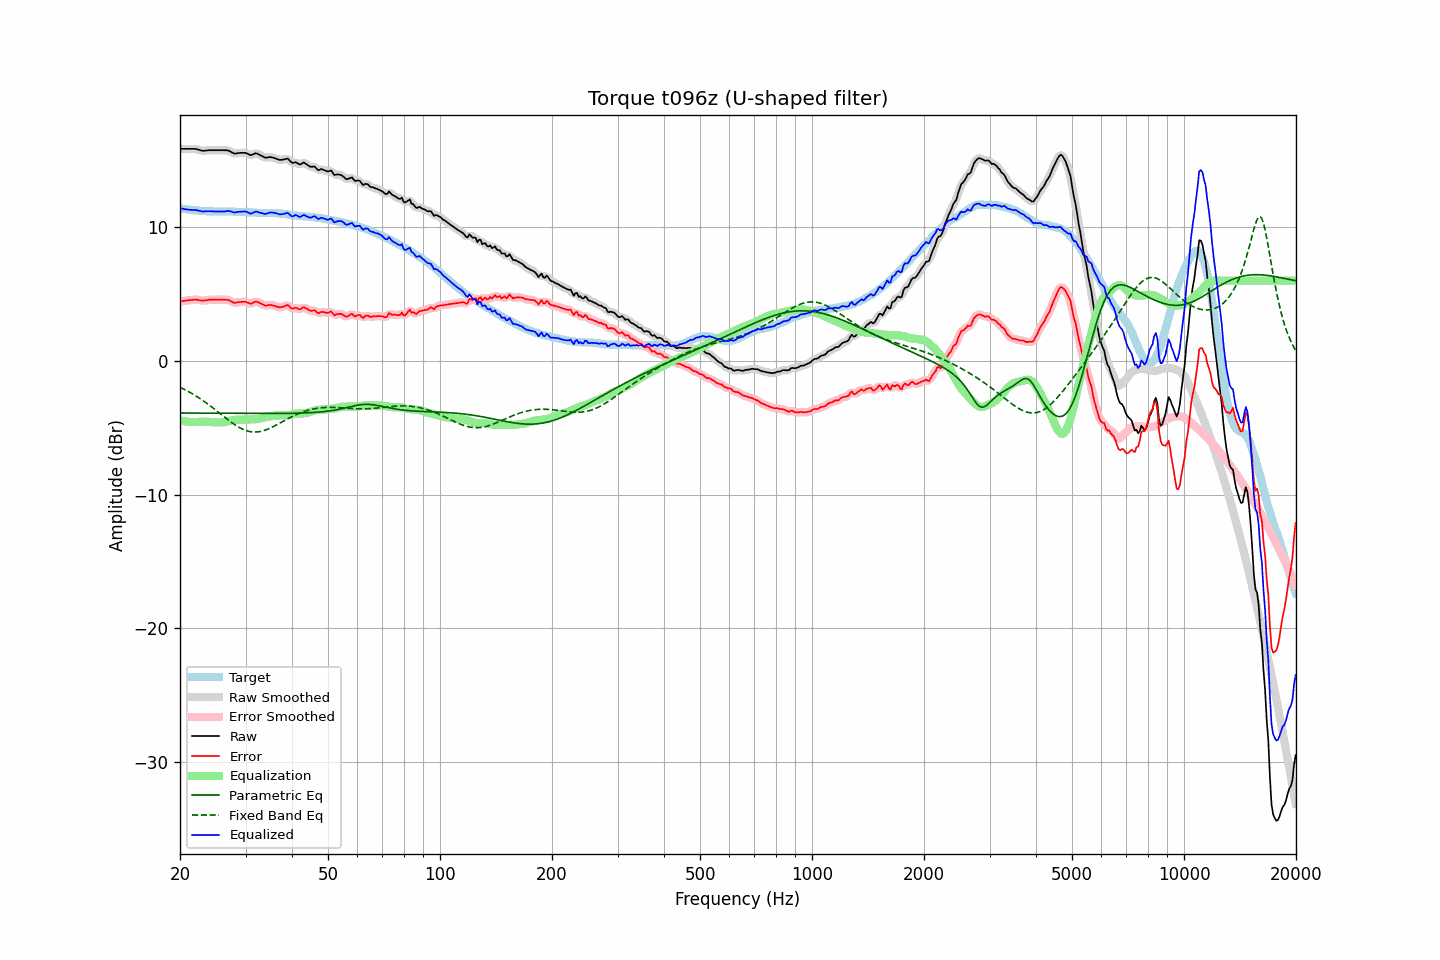 Torque t096z (U-shaped filter)
Amplitude (dBr)
10
0
−10
−20
−30
Target
Raw Smoothed
Error Smoothed
Raw
Error
Equalization
Parametric Eq
Fixed Band Eq
Equalized
20 50 100 200 500 1000 2000 5000 10000 20000
Frequency (Hz)